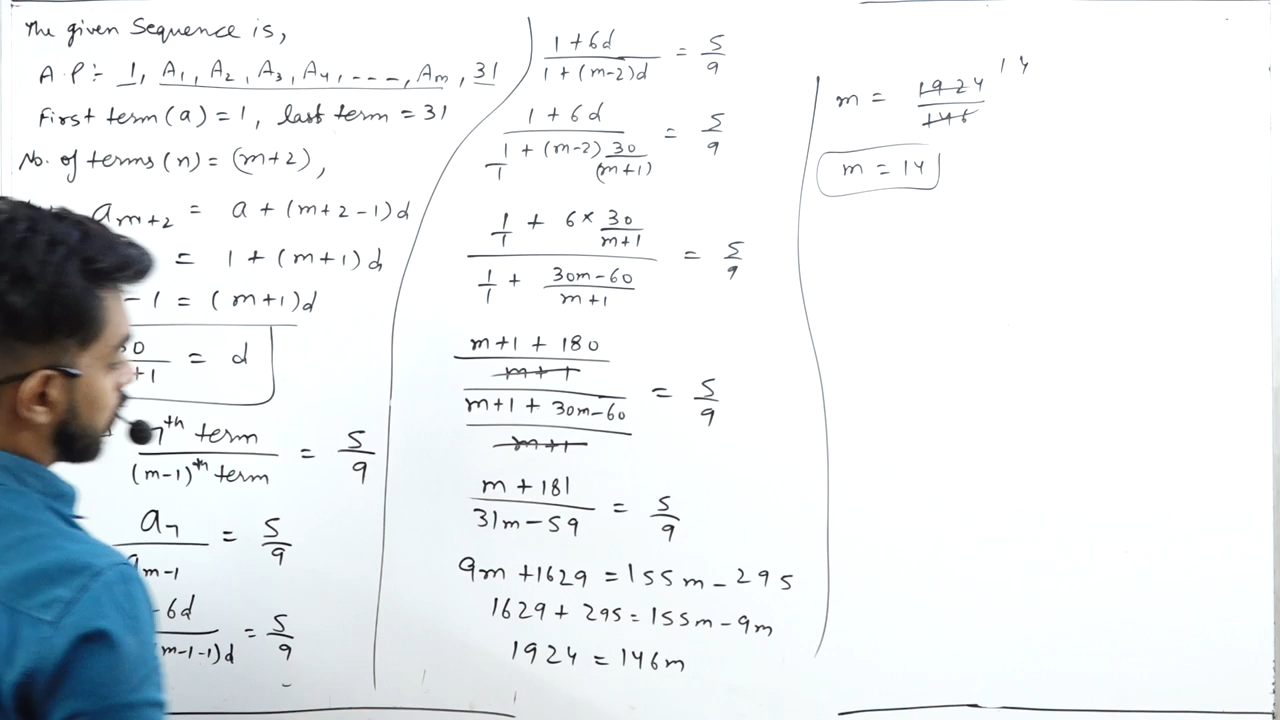 The given Sequence is,
A.P:- 1, A₁, A₂, A₃, A₄, ---, Am, 31
First term(a) = 1, last term = 31
No. of terms (n) = (m+2),
a_{m+2} = a + (m+2-1)d
= 1 + (m+1)d
-1 = (m+1)d
0/+1 = d
7th term/(m-1)th term = 5/9
a₇/a_{m-1} = 5/9
6d/(m-1-1)d = 5/9
1+6d/1+(m-2)d = 5/9
1+6d/(1/1 + (m-2) 30/(m+1)) = 5/9
(1/1 + 6× 30/m+1)/(1/1 + 30m-60/m+1) = 5/9
(m+1+180/m+1)/(m+1+30m-60/m+1) = 5/9
m+181/31m-59 = 5/9
9m+1629 = 155m-295
1629+295 = 155m-9m
1924 = 146m
m = 1924/146 14
m = 14